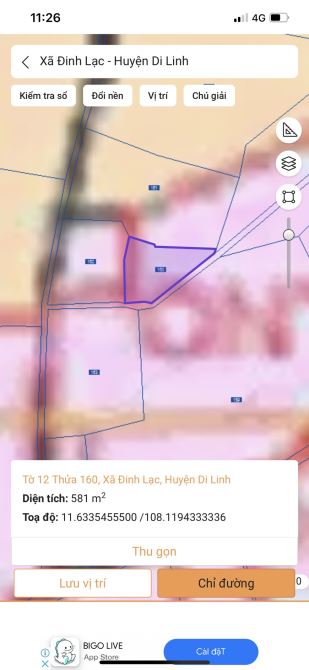 11:26
4G
Xã Đinh Lạc - Huyện Di Linh
Kiểm tra số
Đổi nền
Vị trí
Chú giải
Tờ 12 Thửa 160, Xã Đinh Lạc, Huyện Di Linh
Diện tích: 581 m²
Toạ độ: 11.6335455500 /108.1194333336
Thu gọn
Lưu vị trí
Chỉ đường
0
BIGO LIVE
App Store
Cài đặT